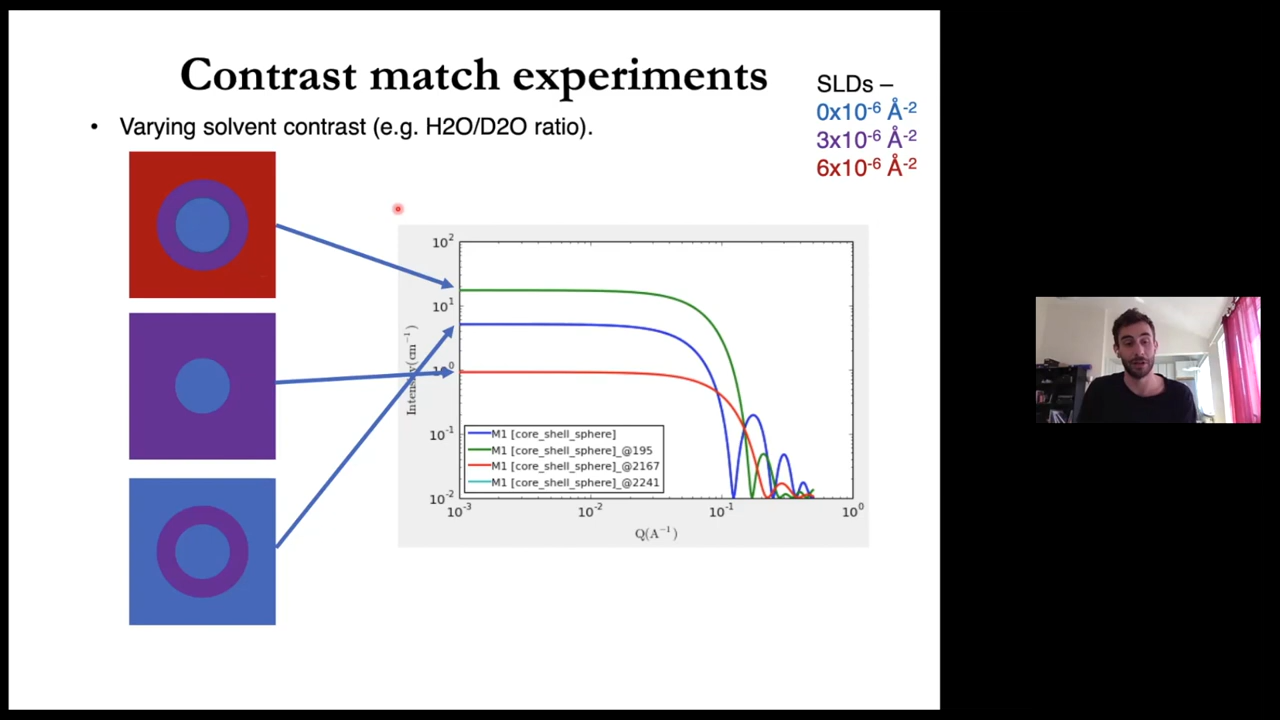 Contrast match experiments
SLDs –
0x10⁻⁶ Å⁻²
3x10⁻⁶ Å⁻²
6x10⁻⁶ Å⁻²
• Varying solvent contrast (e.g. H2O/D2O ratio).
10²
10¹
10⁰
10⁻¹
10⁻²
Intensity(cm⁻¹)
M1 [core_shell_sphere]
M1 [core_shell_sphere]_@195
M1 [core_shell_sphere]_@2167
M1 [core_shell_sphere]_@2241
10⁻³ 10⁻² 10⁻¹ 10⁰
Q(A⁻¹)